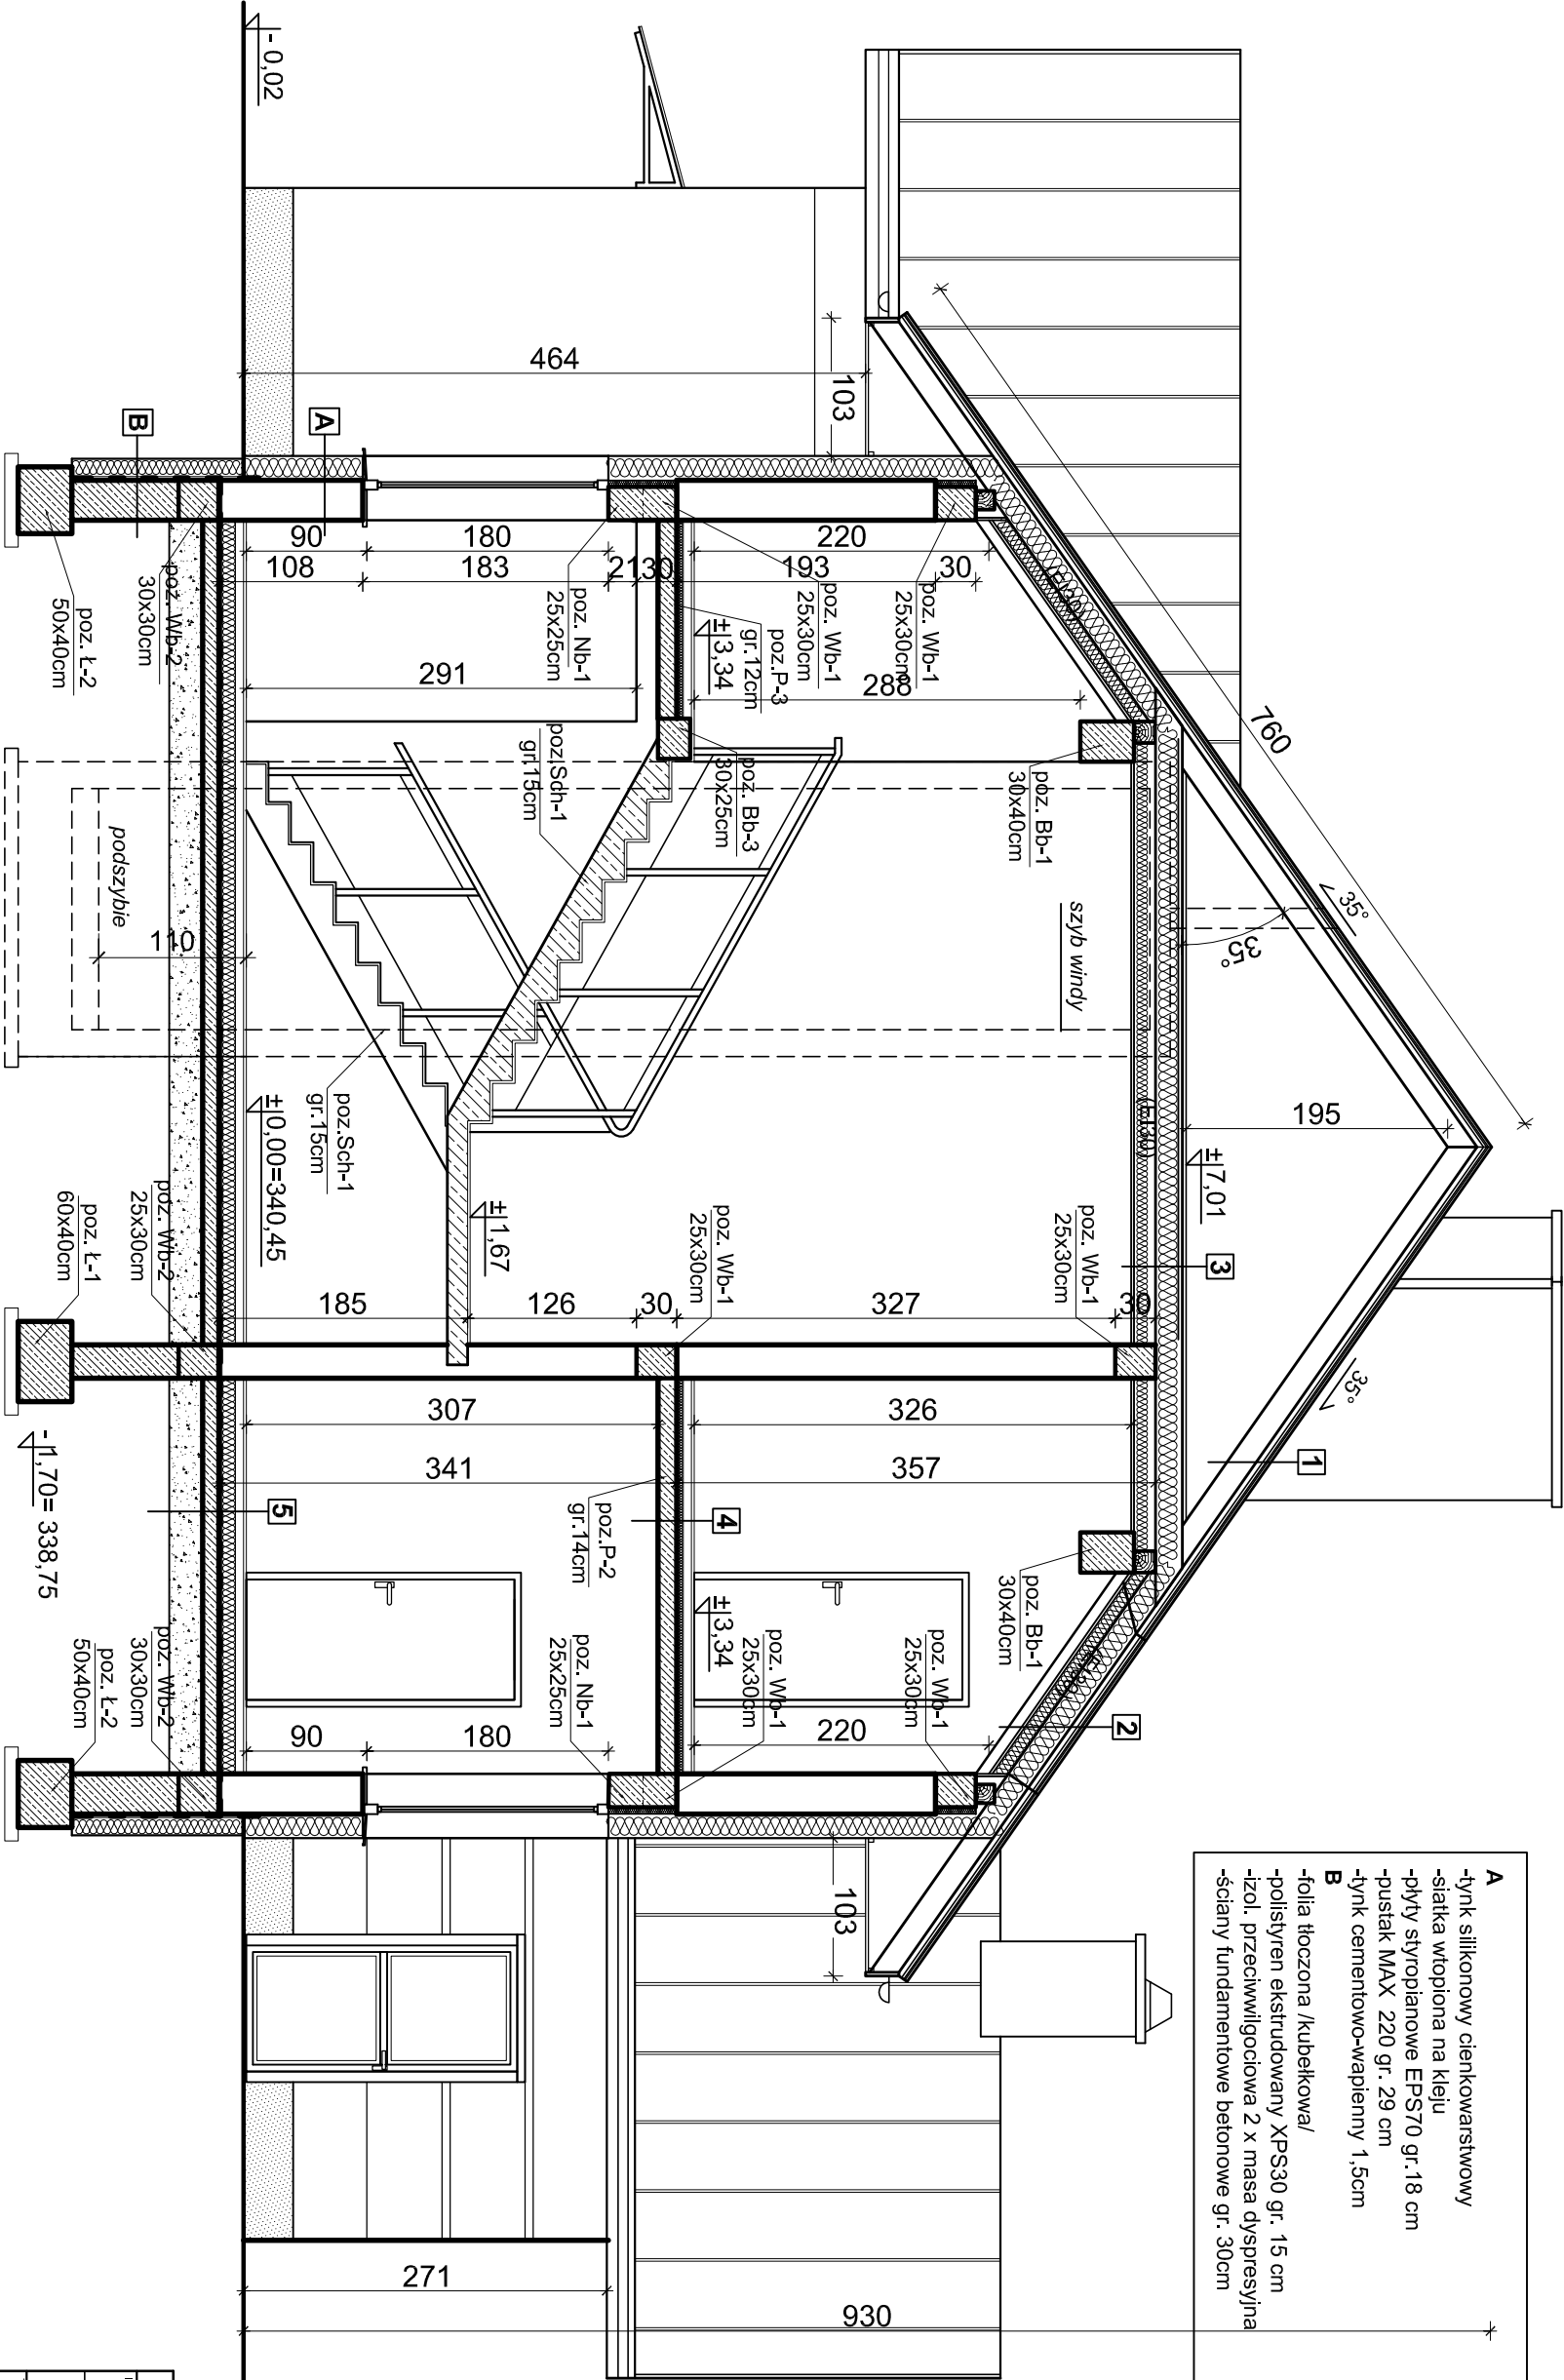 A
-tynk silikonowy cienkowarstwowy
-siatka wtopiona na kleju
-płyty styropianowe EPS70 gr.18 cm
-pustak MAX 220 gr. 29 cm
-tynk cementowo-wapienny 1,5cm
B
-folia tłoczona /kubełkowa/
-polistyren ekstrudowany XPS30 gr. 15 cm
-izol. przeciwwilgociowa 2 x masa dyspresyjna
-ściany fundamentowe betonowe gr. 30cm
760
35°
35°
35°
195
±7,01
1
3
2
(EI30)
szyb windy
poz. Bb-1
30x40cm
poz. Bb-1
30x40cm
poz. Wb-1
25x30cm
poz. Wb-1
25x30cm
poz. Wb-1
25x30cm
poz. Wb-1
25x30cm
poz. Wb-1
25x30cm
poz. Wb-1
25x30cm
103
103
464
220
193
30
288
±3,34
poz.P-3
gr.12cm
poz. Bb-3
30x25cm
poz. Nb-1
25x25cm
poz,Sch-1
gr.15cm
327
30
326
357
220
±3,34
4
poz.P-2
gr.14cm
poz. Nb-1
25x25cm
90
180
108
183
21
30
291
185
126
30
±1,67
307
341
90
180
poz.Sch-1
gr.15cm
±0,00=340,45
- 0,02
A
B
5
podszybie
110
poz. Wb-2
30x30cm
poz. Ł-2
50x40cm
poz. Wb-2
25x30cm
poz. Ł-1
60x40cm
- 1,70= 338,75
poz. Wb-2
30x30cm
poz. Ł-2
50x40cm
271
930